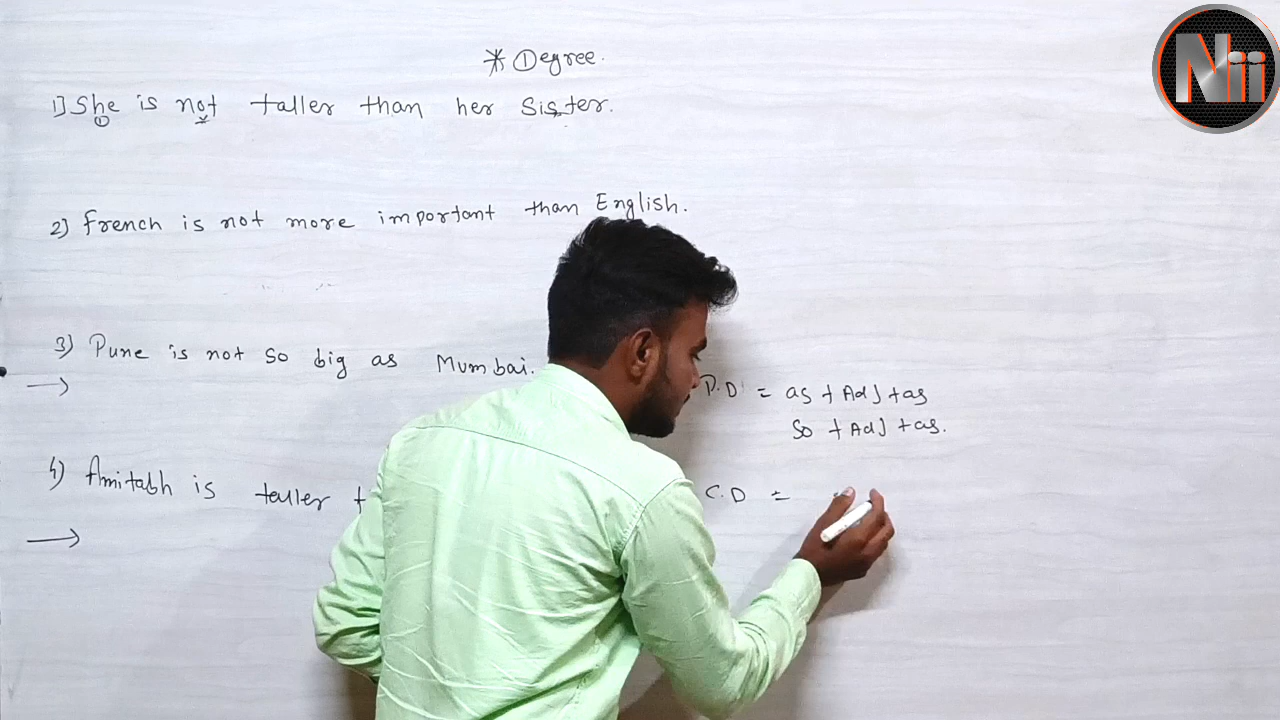 * Degree.
1] She is not taller than her Sister.
2] French is not more important than English.
3) Pune is not so big as Mumbai.
→
P.D = as + Adj + as
So + Adj + as.
4) Amitabh is taller t
→
C.D =
Nii